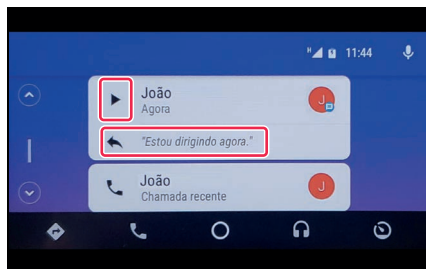 H 11:44
João
Agora
J
"Estou dirigindo agora."
João
Chamada recente
J